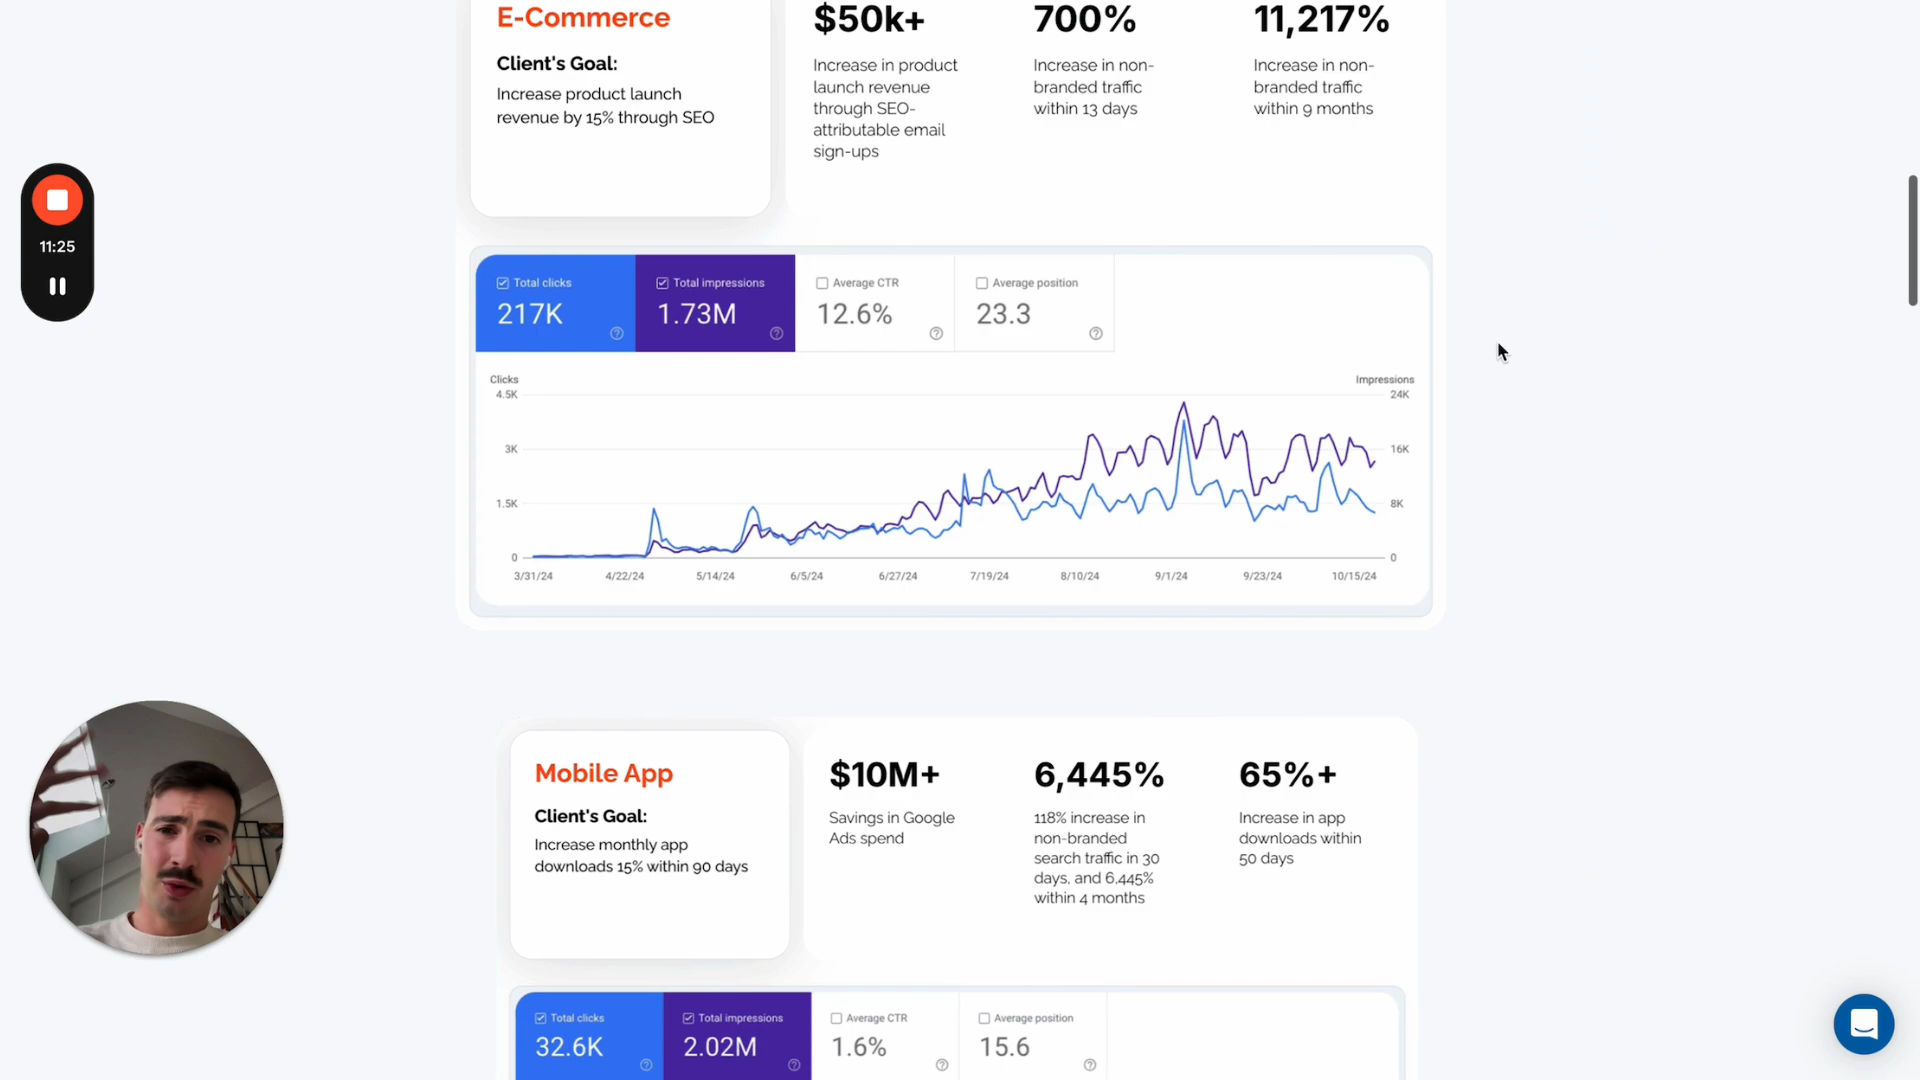 E-Commerce
Client's Goal:
Increase product launch
revenue by 15% through SEO
$50k+
Increase in product
launch revenue
through SEO-
attributable email
sign-ups
700%
Increase in non-
branded traffic
within 13 days
11,217%
Increase in non-
branded traffic
within 9 months
11:25
Total clicks
217K
Total impressions
1.73M
Average CTR
12.6%
Average position
23.3
Clicks
Impressions
4.5K
24K
3K
16K
1.5K
8K
0
0
3/31/24
4/22/24
5/14/24
6/5/24
6/27/24
7/19/24
8/10/24
9/1/24
9/23/24
10/15/24
Mobile App
Client's Goal:
Increase monthly app
downloads 15% within 90 days
$10M+
Savings in Google
Ads spend
6,445%
118% increase in
non-branded
search traffic in 30
days, and 6,445%
within 4 months
65%+
Increase in app
downloads within
50 days
Total clicks
32.6K
Total impressions
2.02M
Average CTR
1.6%
Average position
15.6